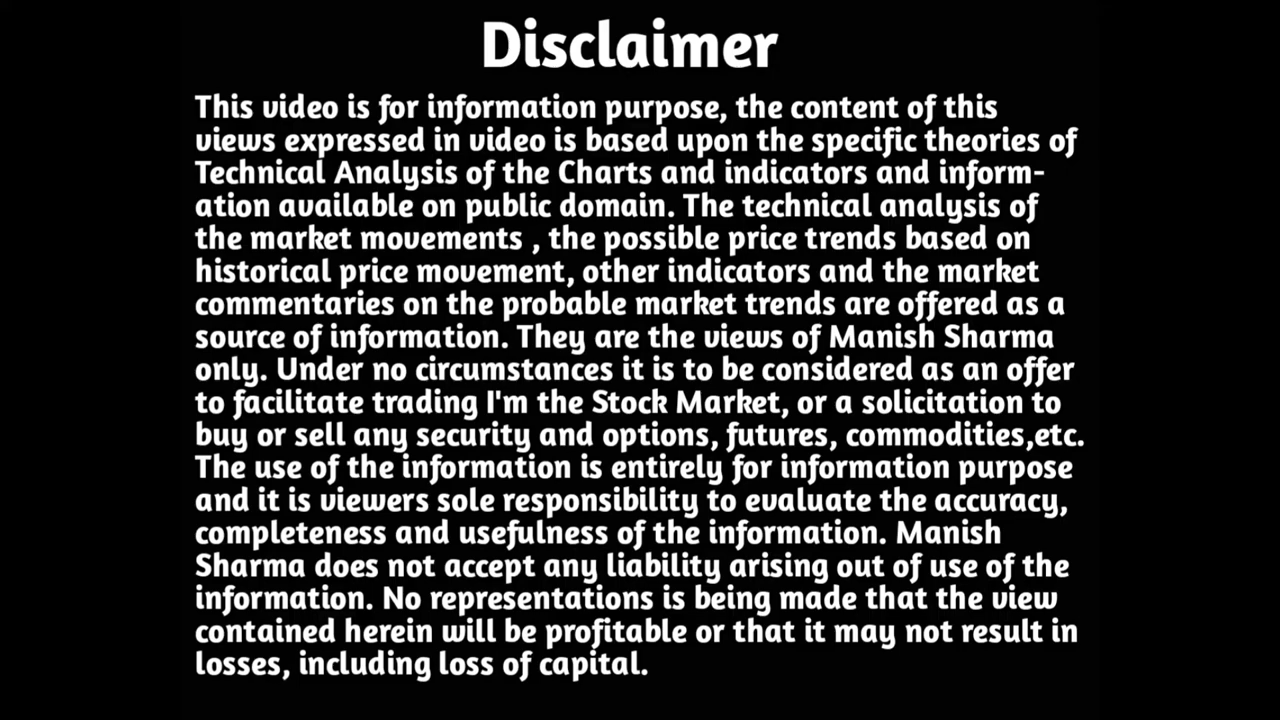 Disclaimer
This video is for information purpose, the content of this
views expressed in video is based upon the specific theories of
Technical Analysis of the Charts and indicators and inform-
ation available on public domain. The technical analysis of
the market movements , the possible price trends based on
historical price movement, other indicators and the market
commentaries on the probable market trends are offered as a
source of information. They are the views of Manish Sharma
only. Under no circumstances it is to be considered as an offer
to facilitate trading I'm the Stock Market, or a solicitation to
buy or sell any security and options, futures, commodities,etc.
The use of the information is entirely for information purpose
and it is viewers sole responsibility to evaluate the accuracy,
completeness and usefulness of the information. Manish
Sharma does not accept any liability arising out of use of the
information. No representations is being made that the view
contained herein will be profitable or that it may not result in
losses, including loss of capital.